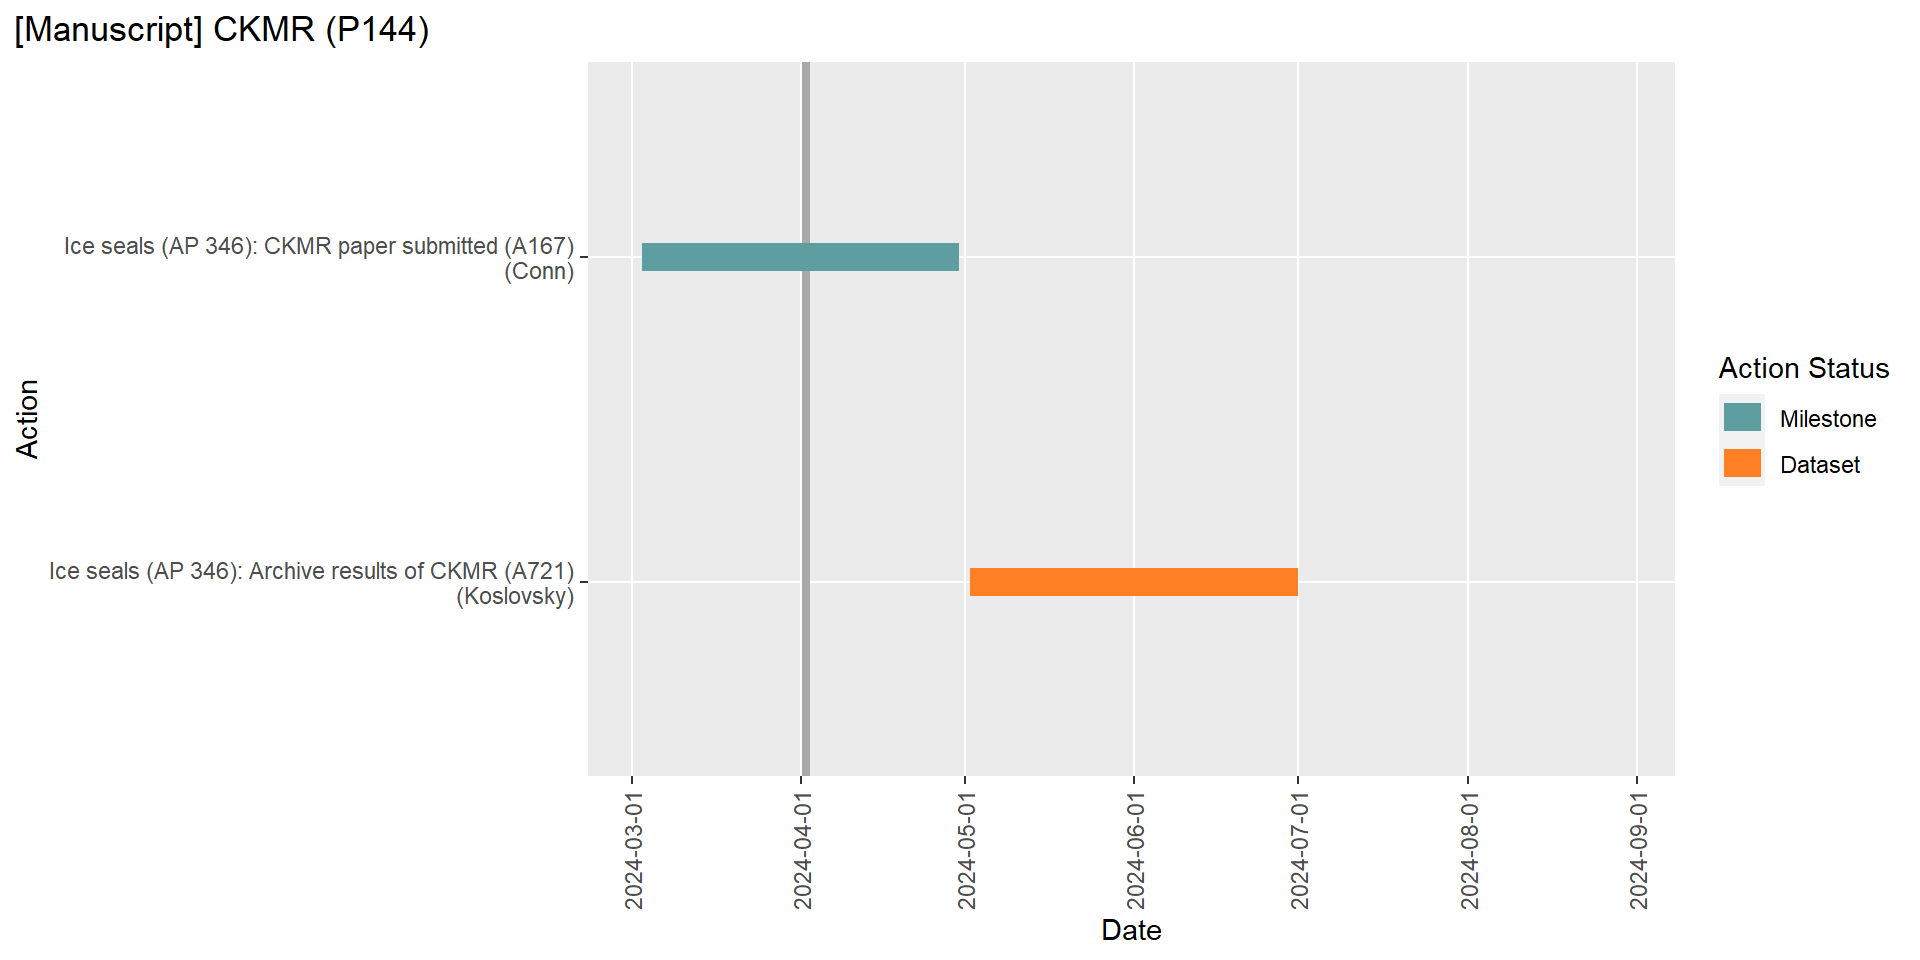 [Manuscript] CKMR (P144)
Ice seals (AP 346): CKMR paper submitted (A167)
(Conn)
Ice seals (AP 346): Archive results of CKMR (A721)
(Koslovsky)
Action
Action Status
Milestone
Dataset
2024-03-01
2024-04-01
2024-05-01
2024-06-01
2024-07-01
2024-08-01
2024-09-01
Date